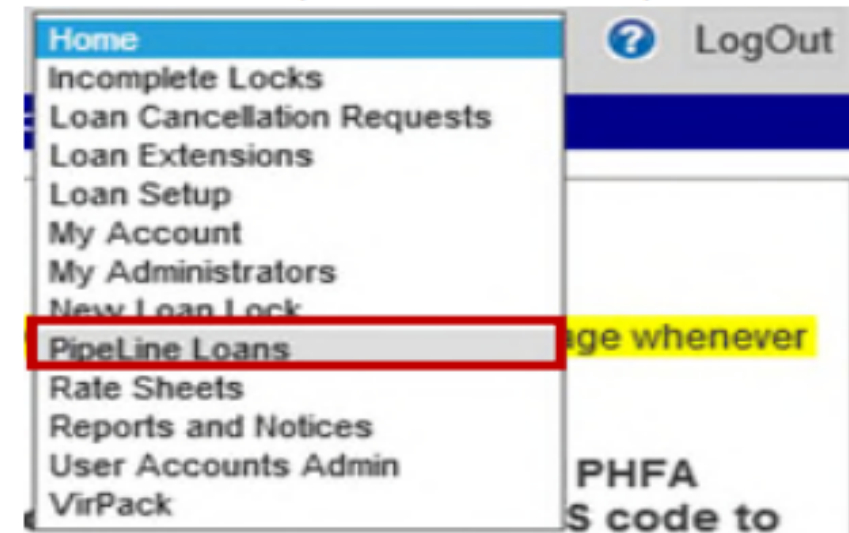 Home
LogOut
Incomplete Locks
Loan Cancellation Requests
Loan Extensions
Loan Setup
My Account
My Administrators
New Loan Lock
PipeLine Loans
age whenever
Rate Sheets
Reports and Notices
User Accounts Admin
PHFA
VirPack
S code to